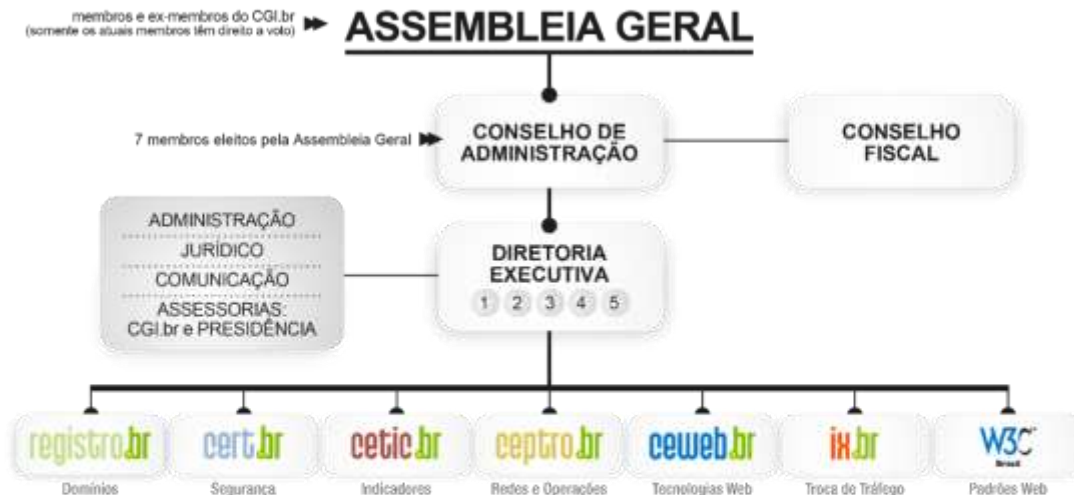 membros e ex-membros do CGI.br
(somente os atuais membros têm direito a voto)
ASSEMBLEIA GERAL
7 membros eleitos pela Assembleia Geral
CONSELHO DE
ADMINISTRAÇÃO
CONSELHO
FISCAL
ADMINISTRAÇÃO
JURÍDICO
COMUNICAÇÃO
ASSESSORIAS:
CGI.br e PRESIDÊNCIA
DIRETORIA
EXECUTIVA
1 2 3 4 5
registro.br
cert.br
cetic.br
ceptro.br
ceweb.br
ix.br
W3C
Brasil
Domínios
Segurança
Indicadores
Redes e Operações
Tecnologias Web
Troca de Tráfego
Padrões Web